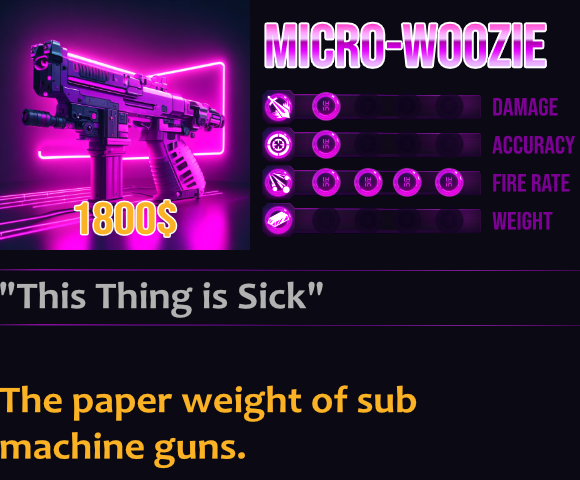 MICRO-WOOZIE
DAMAGE
ACCURACY
FIRE RATE
WEIGHT
1800$
"This Thing is Sick"
The paper weight of sub
machine guns.